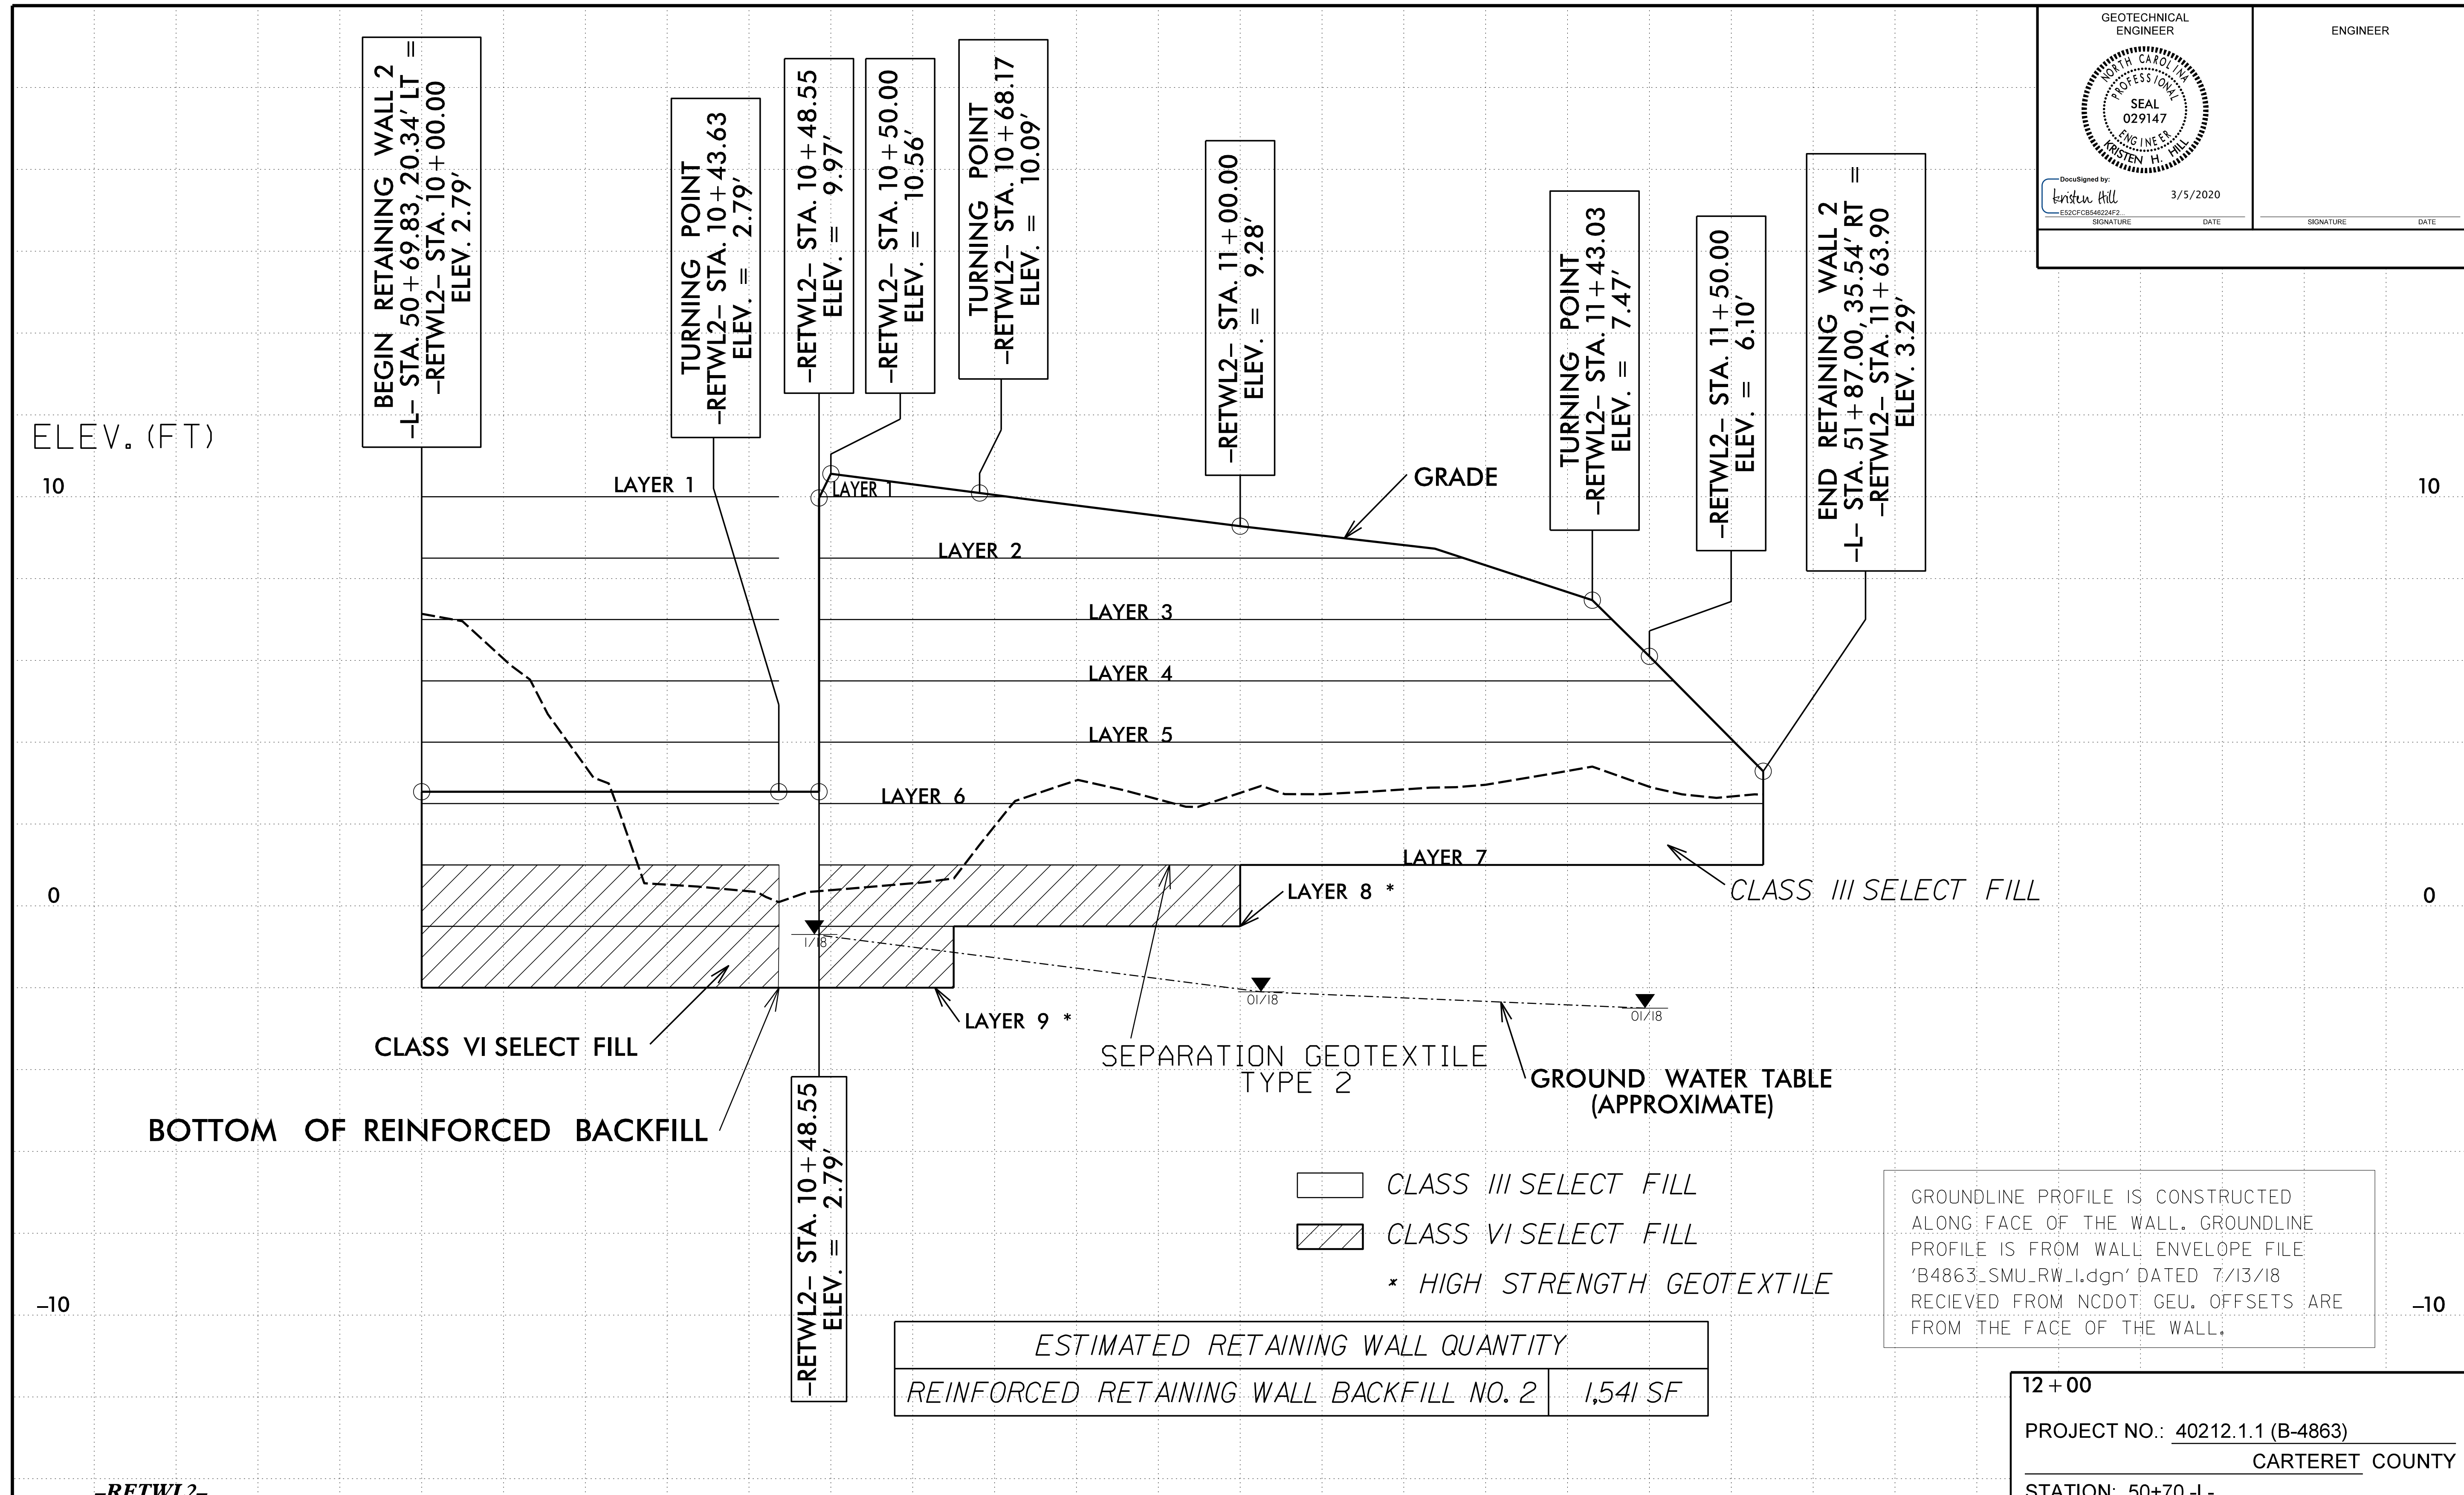 GEOTECHNICAL
ENGINEER
NORTH CAROLINA
PROFESSIONAL
SEAL
029147
ENGINEER
KRISTEN H. HILL
DocuSigned by:
Kristen Hill
3/5/2020
E52CFCB546224F2...
SIGNATURE DATE
ENGINEER
SIGNATURE DATE
BEGIN RETAINING WALL 2
-L- STA. 50+69.83, 20.34' LT =
-RETWL2- STA. 10+00.00
ELEV. 2.79'
TURNING POINT
-RETWL2- STA. 10+43.63
ELEV. = 2.79'
-RETWL2- STA. 10+48.55
ELEV. = 9.97'
-RETWL2- STA. 10+50.00
ELEV. = 10.56'
TURNING POINT
-RETWL2- STA. 10+68.17
ELEV. = 10.09'
-RETWL2- STA. 11+00.00
ELEV. = 9.28'
TURNING POINT
-RETWL2- STA. 11+43.03
ELEV. = 7.47'
-RETWL2- STA. 11+50.00
ELEV. = 6.10'
END RETAINING WALL 2
-L- STA. 51+87.00, 35.54' RT =
-RETWL2- STA. 11+63.90
ELEV. 3.29'
ELEV. (FT)
10
LAYER 1
LAYER 1
GRADE
10
LAYER 2
LAYER 3
LAYER 4
LAYER 5
LAYER 6
LAYER 7
0
LAYER 8 *
CLASS III SELECT FILL
0
1/18
01/18
01/18
LAYER 9 *
CLASS VI SELECT FILL
SEPARATION GEOTEXTILE
TYPE 2
GROUND WATER TABLE
(APPROXIMATE)
BOTTOM OF REINFORCED BACKFILL
-RETWL2- STA. 10+48.55
ELEV. = 2.79'
CLASS III SELECT FILL
CLASS VI SELECT FILL
* HIGH STRENGTH GEOTEXTILE
GROUNDLINE PROFILE IS CONSTRUCTED
ALONG FACE OF THE WALL. GROUNDLINE
PROFILE IS FROM WALL ENVELOPE FILE
'B4863_SMU_RW_1.dgn' DATED 7/13/18
RECIEVED FROM NCDOT GEU. OFFSETS ARE
FROM THE FACE OF THE WALL.
-10
-10
ESTIMATED RETAINING WALL QUANTITY
REINFORCED RETAINING WALL BACKFILL NO. 2 1,541 SF
12+00
PROJECT NO.: 40212.1.1 (B-4863)
CARTERET COUNTY
STATION: 50+70 -L-
-RETWL2-